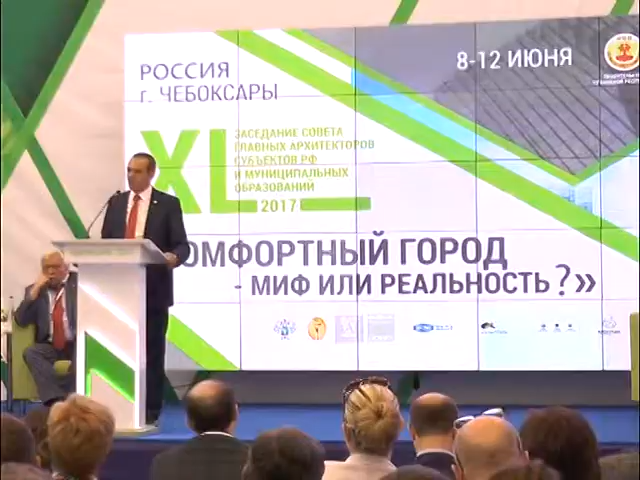 РОССИЯ
г. ЧЕБОКСАРЫ
8-12 ИЮНЯ
XL
ЗАСЕДАНИЕ СОВЕТА
ГЛАВНЫХ АРХИТЕКТОРОВ
СУБЪЕКТОВ РФ
И МУНИЦИПАЛЬНЫХ
ОБРАЗОВАНИЙ
2017
ОМФОРТНЫЙ ГОРОД
- МИФ ИЛИ РЕАЛЬНОСТЬ?»